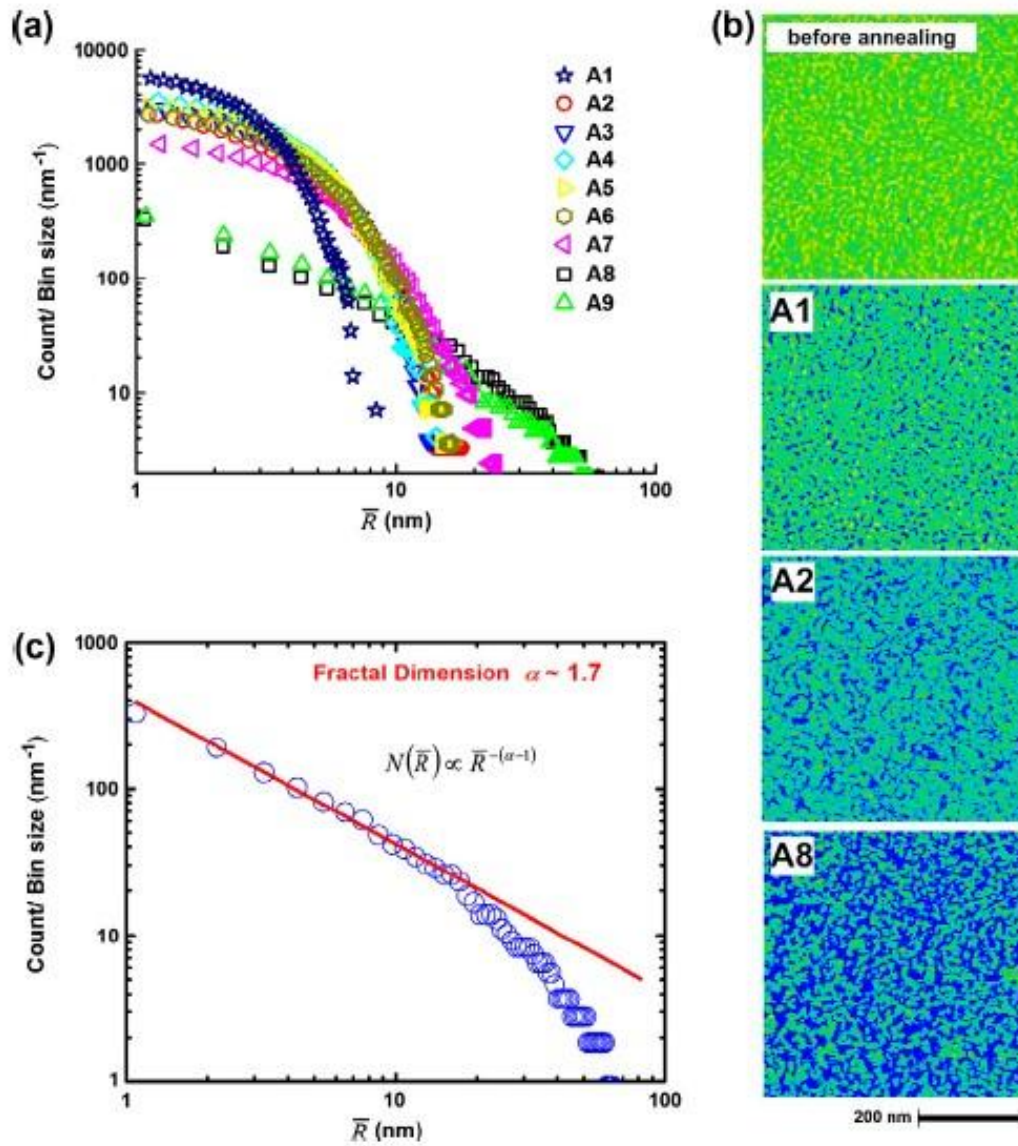 (a)
10000
1000
100
10
Count/ Bin size (nm⁻¹)
1
10
100
R̅ (nm)
A1
A2
A3
A4
A5
A6
A7
A8
A9
(b)
before annealing
A1
A2
A8
200 nm
(c)
1000
100
10
1
Count/ Bin size (nm⁻¹)
Fractal Dimension α ~ 1.7
N(R̅) ∝ R̅^-(α-1)
1
10
100
R̅ (nm)